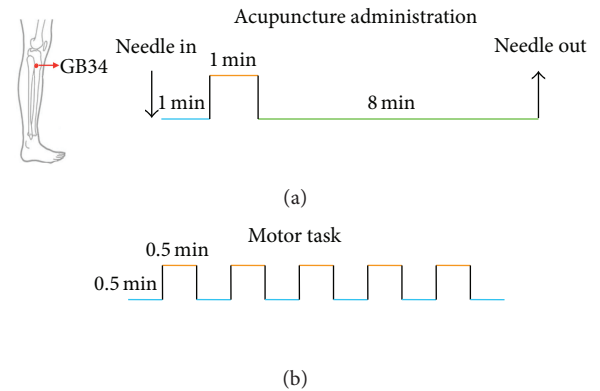 Acupuncture administration
Needle in
Needle out
1 min
GB34
1 min
8 min
(a)
Motor task
0.5 min
0.5 min
(b)